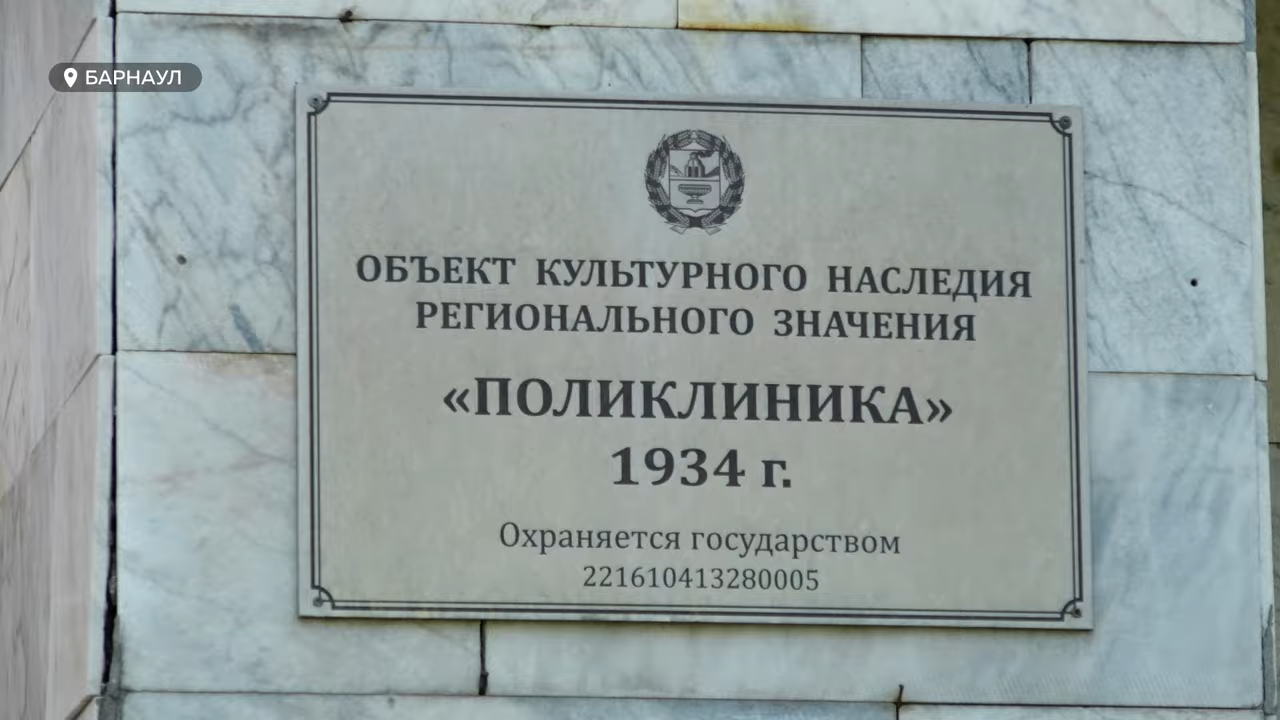 БАРНАУЛ
ОБЪЕКТ КУЛЬТУРНОГО НАСЛЕДИЯ
РЕГИОНАЛЬНОГО ЗНАЧЕНИЯ
«ПОЛИКЛИНИКА»
1934 г.
Охраняется государством
221610413280005